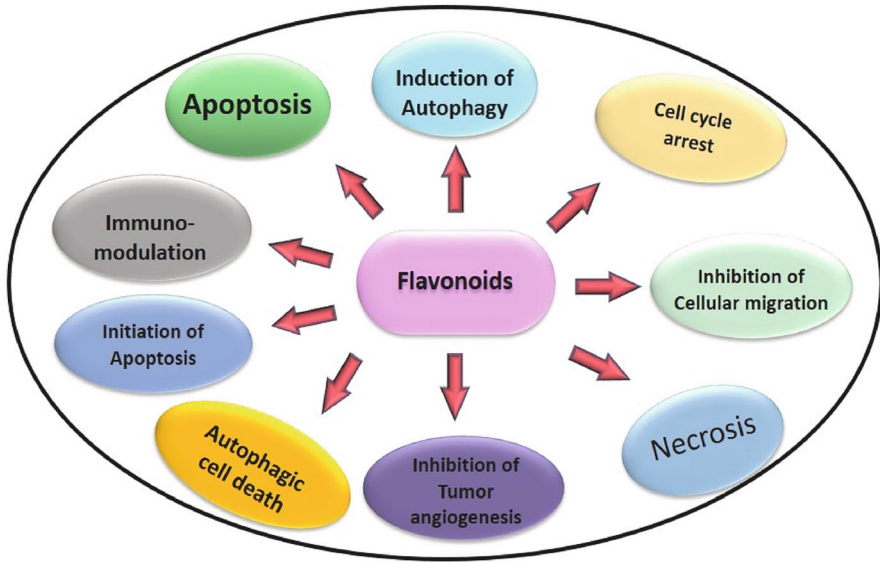 Apoptosis
Induction of
Autophagy
Cell cycle
arrest
Immuno-
modulation
Flavonoids
Inhibition of
Cellular migration
Initiation of
Apoptosis
Autophagic
cell death
Inhibition of
Tumor
angiogenesis
Necrosis